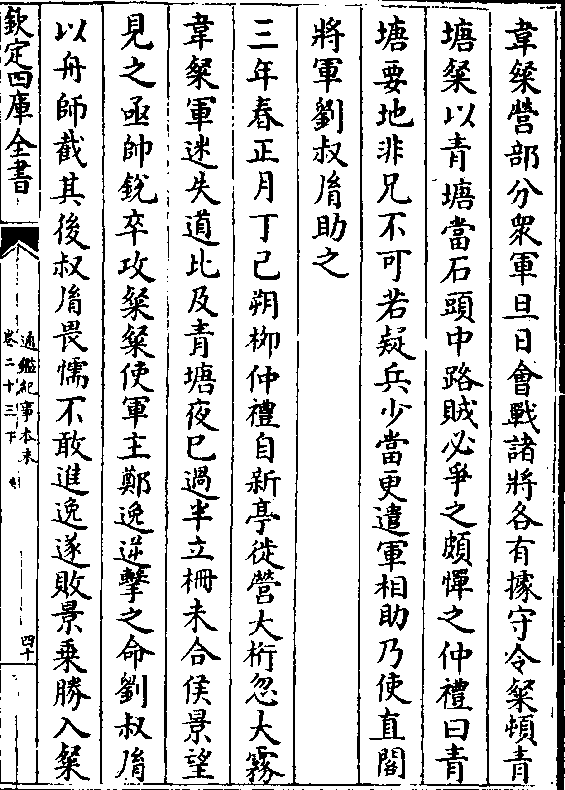 韋粲營部分衆軍旦日會戰諸將各有據守令粲頓青
塘粲以青塘當石頭中路賊必爭之頗憚之仲禮曰青
塘要地非兄不可若疑兵少當更遣軍相助乃使直閤
將軍劉叔胤助之
三年春正月丁巳朔栁仲禮自新亭徙營大桁忽大霧
韋粲軍迷失道比及青塘夜已過半立栅未合侯景望
見之亟帥銳卒攻粲粲使軍主鄭逸逆擊之命劉叔胤
以舟師截其後叔胤畏懦不敢進逸遂敗景乗勝入粲
欽定四庫全書
通鑑紀事本末
卷二十三下
四十